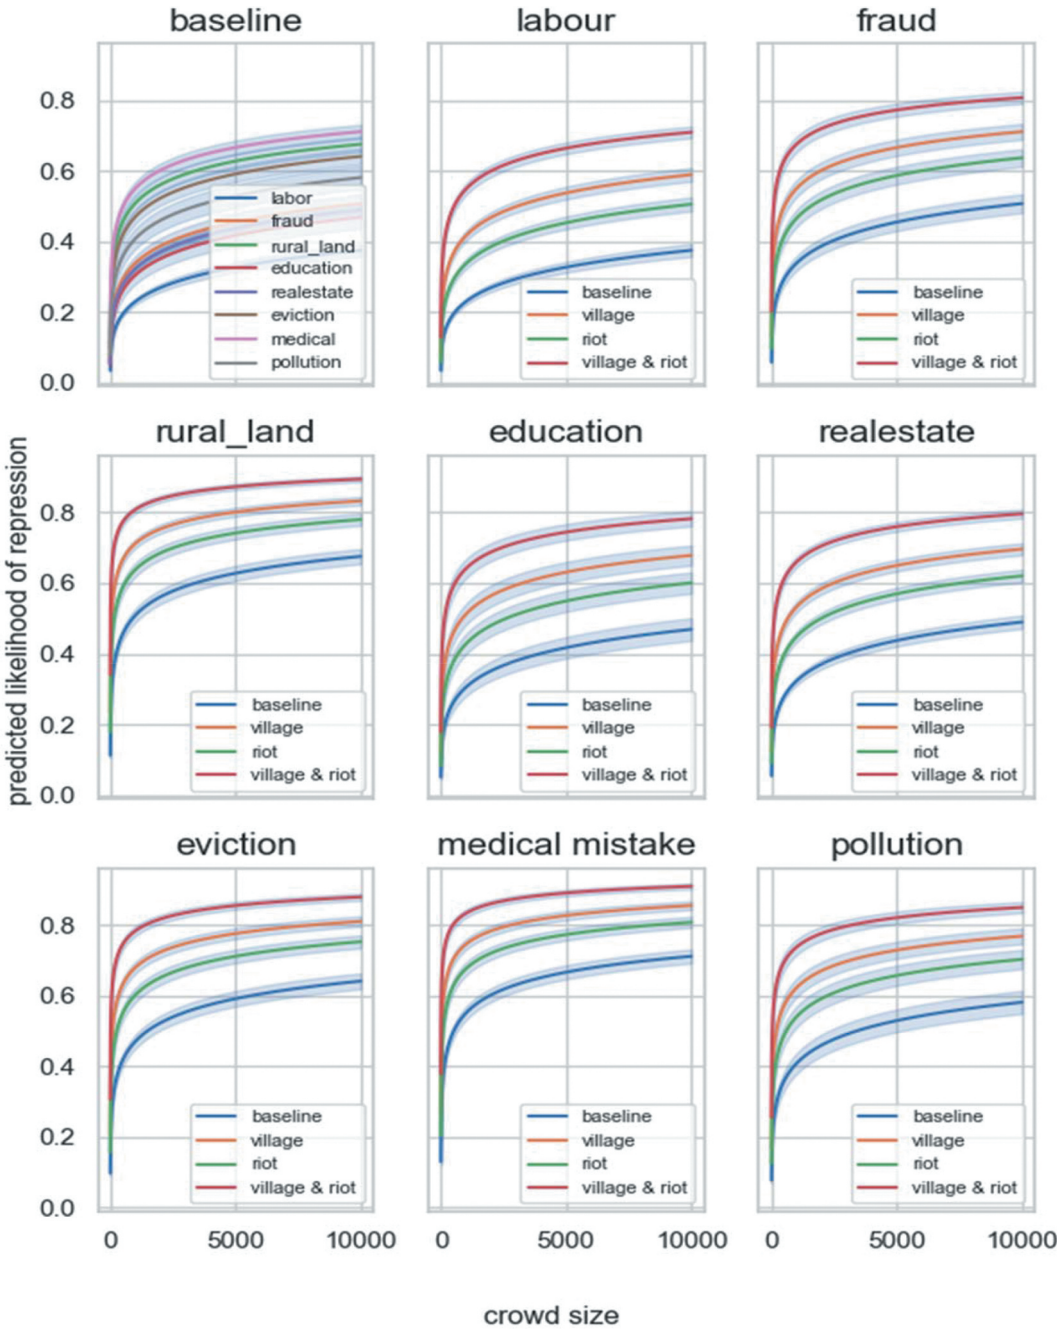 baseline
labour
fraud
0.8
0.6
0.4
0.2
0.0
labor
fraud
rural_land
education
realestate
eviction
medical
pollution
baseline
village
riot
village & riot
baseline
village
riot
village & riot
predicted likelihood of repression
rural_land
education
realestate
0.8
0.6
0.4
0.2
0.0
baseline
village
riot
village & riot
baseline
village
riot
village & riot
baseline
village
riot
village & riot
eviction
medical mistake
pollution
0.8
0.6
0.4
0.2
0.0
baseline
village
riot
village & riot
baseline
village
riot
village & riot
baseline
village
riot
village & riot
0 5000 10000
0 5000 10000
0 5000 10000
crowd size